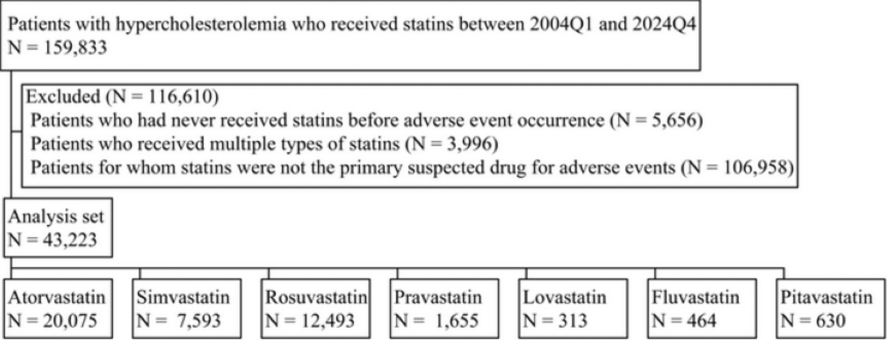 Patients with hypercholesterolemia who received statins between 2004Q1 and 2024Q4
N = 159,833
Excluded (N = 116,610)
Patients who had never received statins before adverse event occurrence (N = 5,656)
Patients who received multiple types of statins (N = 3,996)
Patients for whom statins were not the primary suspected drug for adverse events (N = 106,958)
Analysis set
N = 43,223
Atorvastatin
N = 20,075
Simvastatin
N = 7,593
Rosuvastatin
N = 12,493
Pravastatin
N = 1,655
Lovastatin
N = 313
Fluvastatin
N = 464
Pitavastatin
N = 630